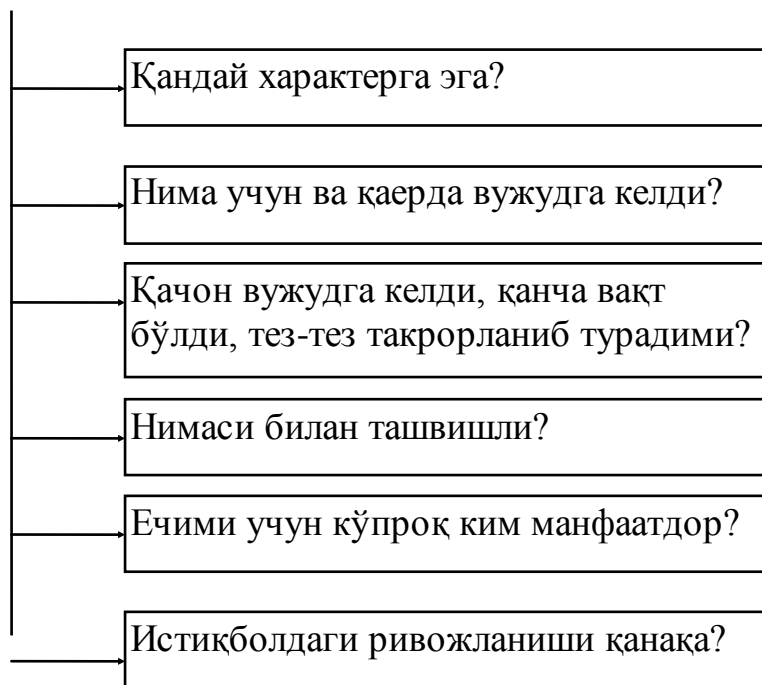 Қандай характерга эга?
Нима учун ва қаерда вужудга келди?
Қачон вужудга келди, қанча вақт
бўлди, тез-тез такрорланиб турадими?
Нимаси билан ташвишли?
Ечими учун кўпроқ ким манфаатдор?
Истиқболдаги ривожланиши қанақа?